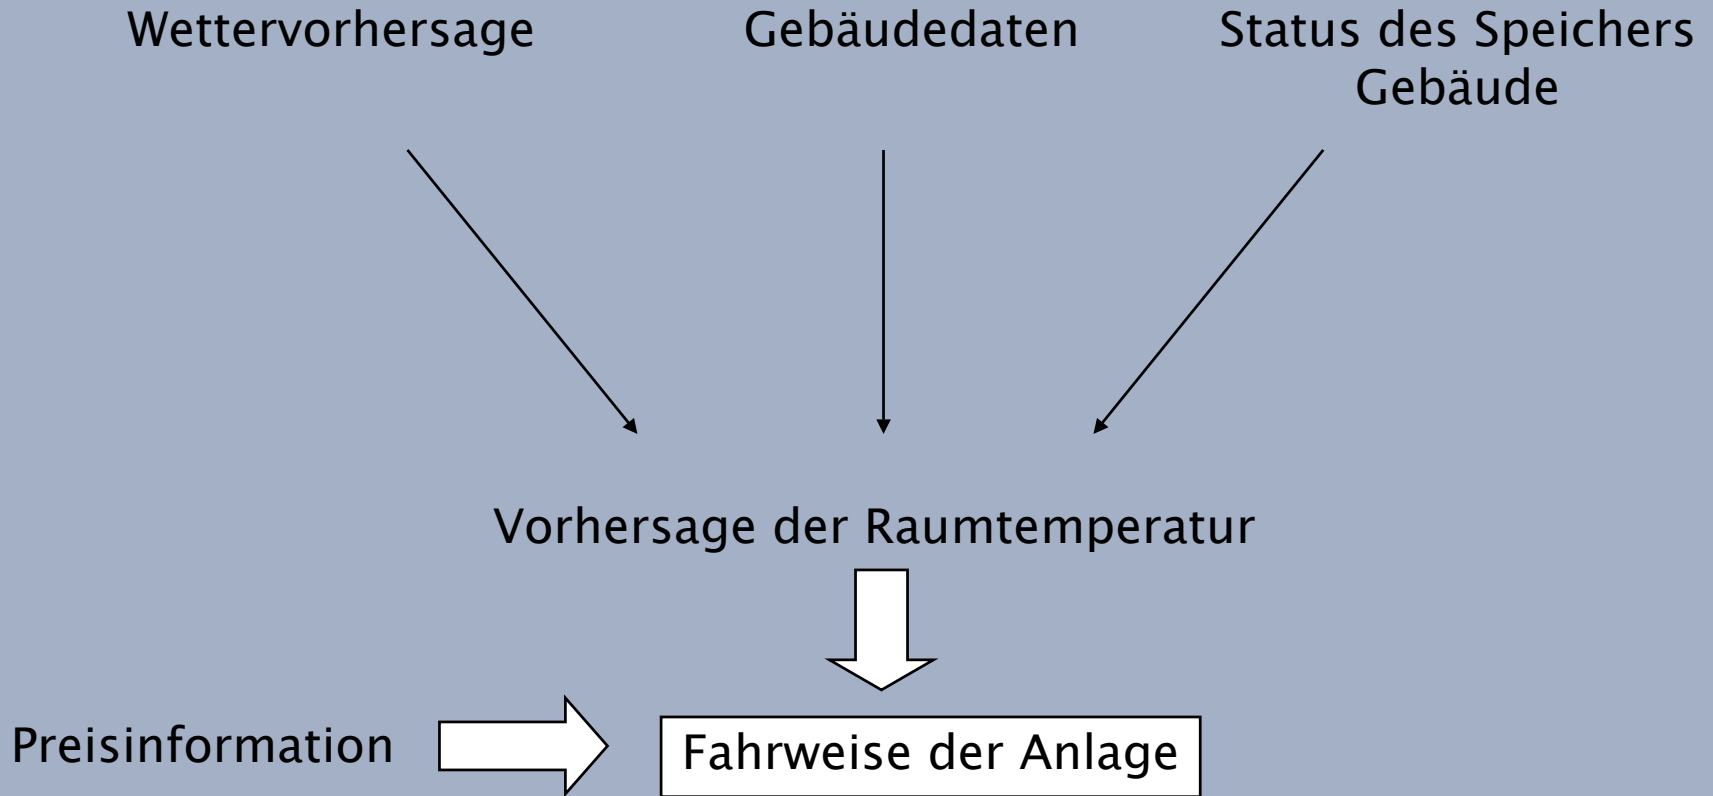 Wettervorhersage
Gebäudedaten
Status des Speichers
Gebäude
Vorhersage der Raumtemperatur
Preisinformation
Fahrweise der Anlage